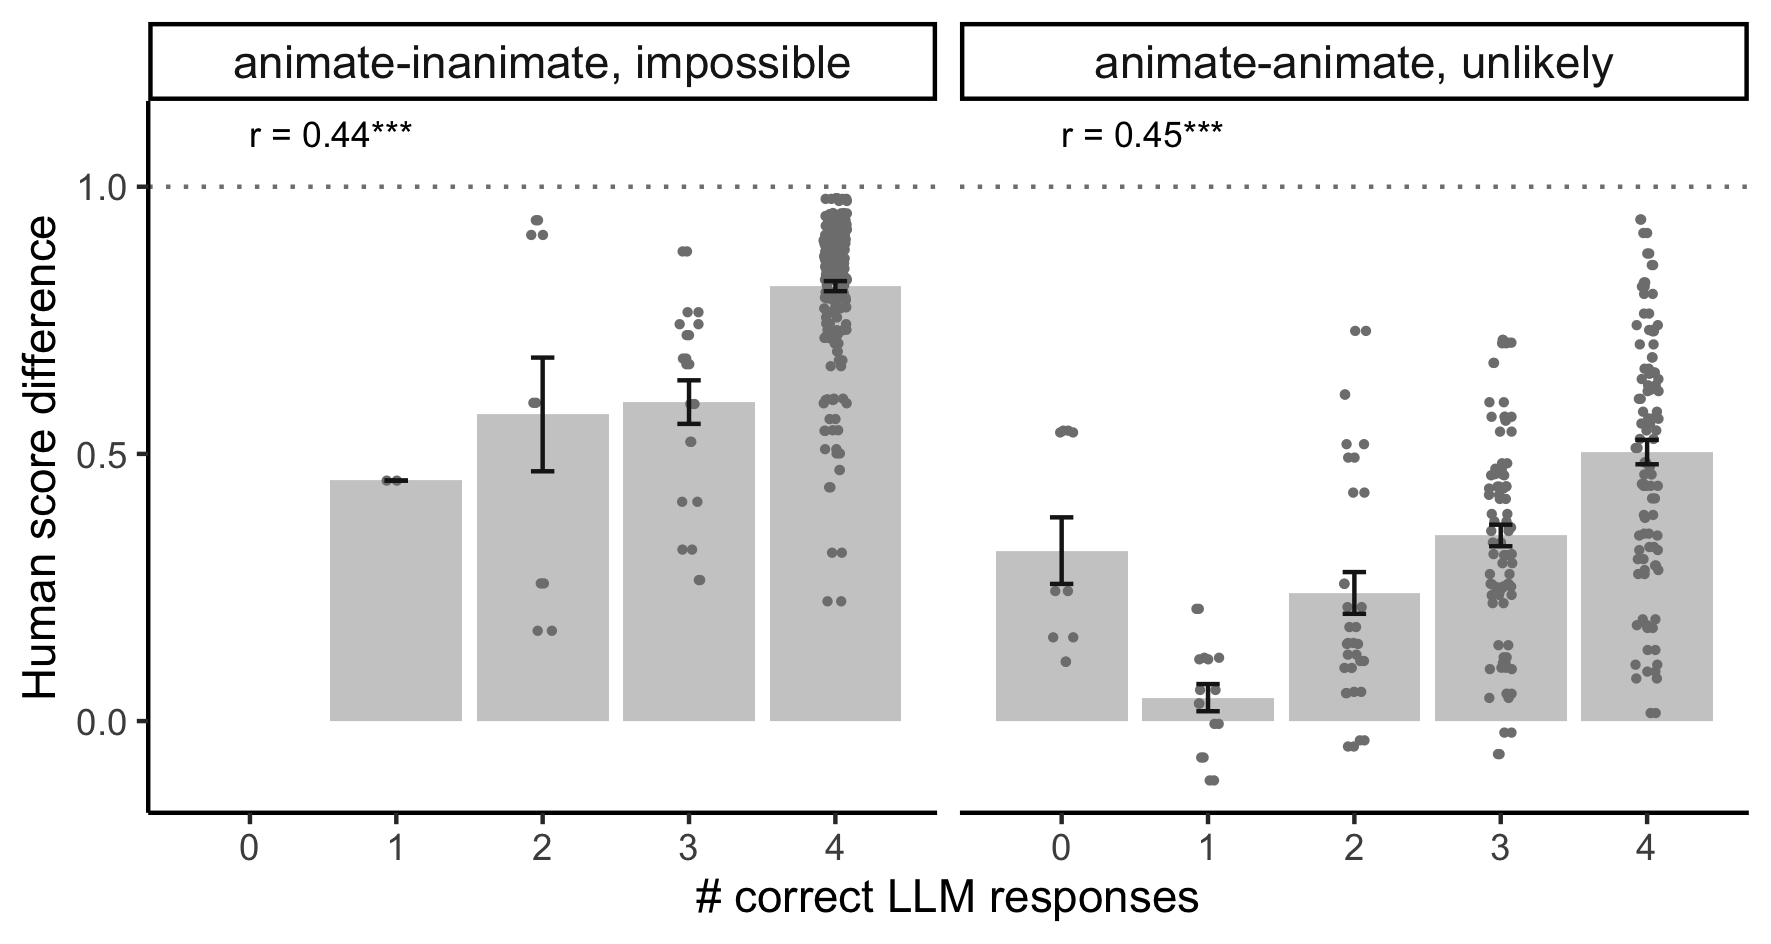 animate-inanimate, impossible
animate-animate, unlikely
r = 0.44***
r = 0.45***
1.0
0.5
0.0
Human score difference
0 1 2 3 4
0 1 2 3 4
# correct LLM responses